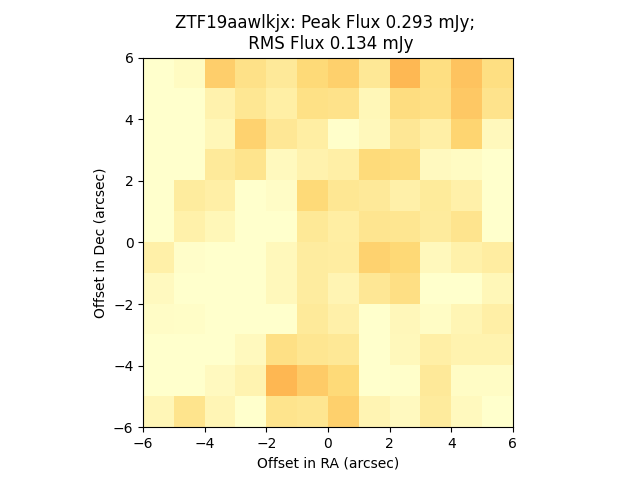 ZTF19aawlkjx: Peak Flux 0.293 mJy;
RMS Flux 0.134 mJy
6
4
2
0
−2
−4
−6
Offset in Dec (arcsec)
−6 −4 −2 0 2 4 6
Offset in RA (arcsec)